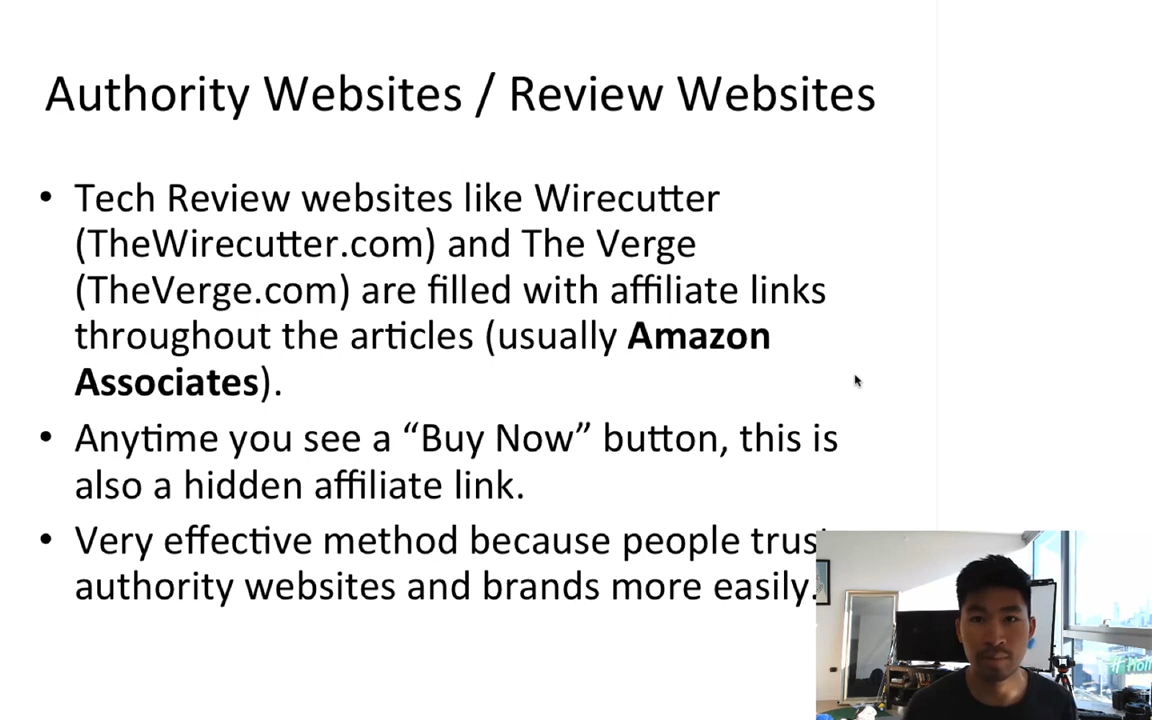 Authority Websites / Review Websites
• Tech Review websites like Wirecutter
(TheWirecutter.com) and The Verge
(TheVerge.com) are filled with affiliate links
throughout the articles (usually Amazon
Associates).
• Anytime you see a “Buy Now” button, this is
also a hidden affiliate link.
• Very effective method because people trust
authority websites and brands more easily.